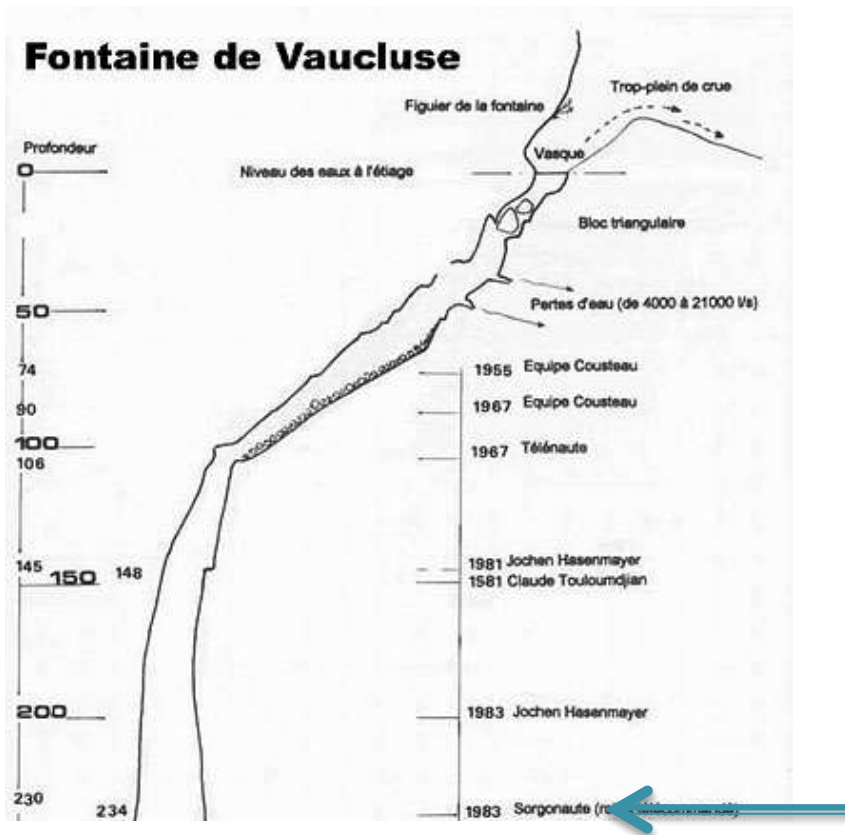 Fontaine de Vaucluse
Trop-plein de crue
Figuier de la fontaine
Profondeur
Vasque
0
Niveau des eaux à l'étiage
Bloc triangulaire
50
Pertes d'eau (de 4000 à 21000 l/s)
74
1955 Equipe Cousteau
90
1967 Equipe Cousteau
100
106
1967 Télénaute
145
148
1981 Jochen Hasenmayer
150
1581 Claude Touloumdjian
200
1983 Jochen Hasenmayer
230
234
1983 Sorgonaute